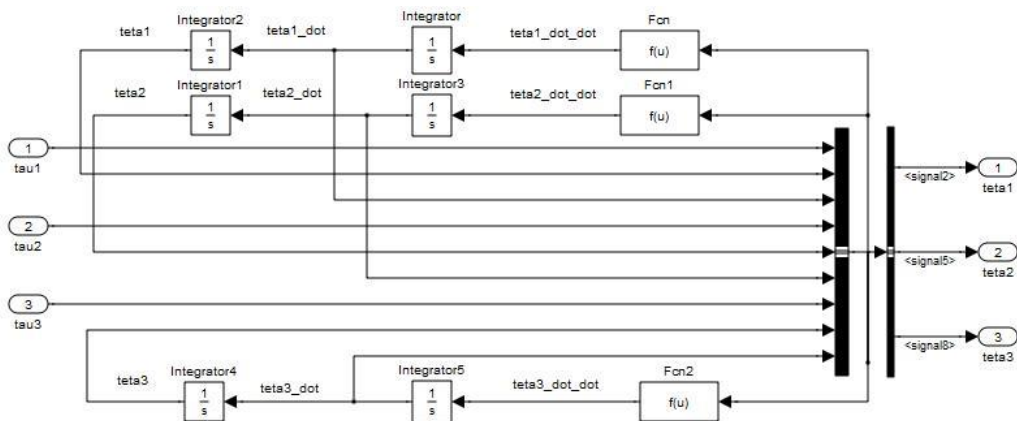 Integrator2
Integrator
Fcn
teta1
1
s
teta1_dot
1
s
teta1_dot_dot
f(u)
Integrator1
Integrator3
Fcn1
teta2
1
s
teta2_dot
1
s
teta2_dot_dot
f(u)
1
tau1
<signal2>
1
teta1
2
tau2
<signal5>
2
teta2
3
tau3
<signal8>
3
teta3
Integrator4
Integrator5
Fcn2
teta3
1
s
teta3_dot
1
s
teta3_dot_dot
f(u)